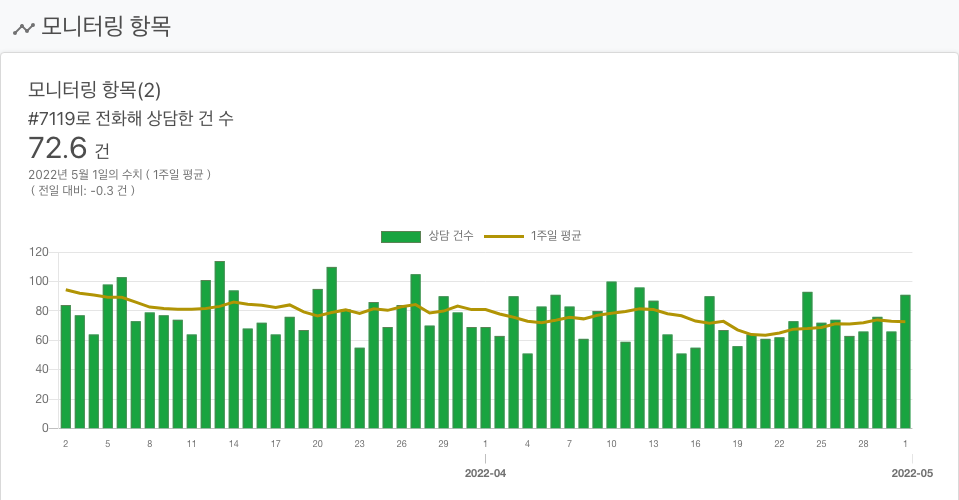 모니터링 항목
모니터링 항목(2)
#7119로 전화해 상담한 건 수
72.6 건
2022년 5월 1일의 수치 ( 1주일 평균 )
( 전일 대비: -0.3 건 )
상담 건수 1주일 평균
120
100
80
60
40
20
0
2 5 8 11 14 17 20 23 26 29 1 4 7 10 13 16 19 22 25 28 1
2022-04 2022-05